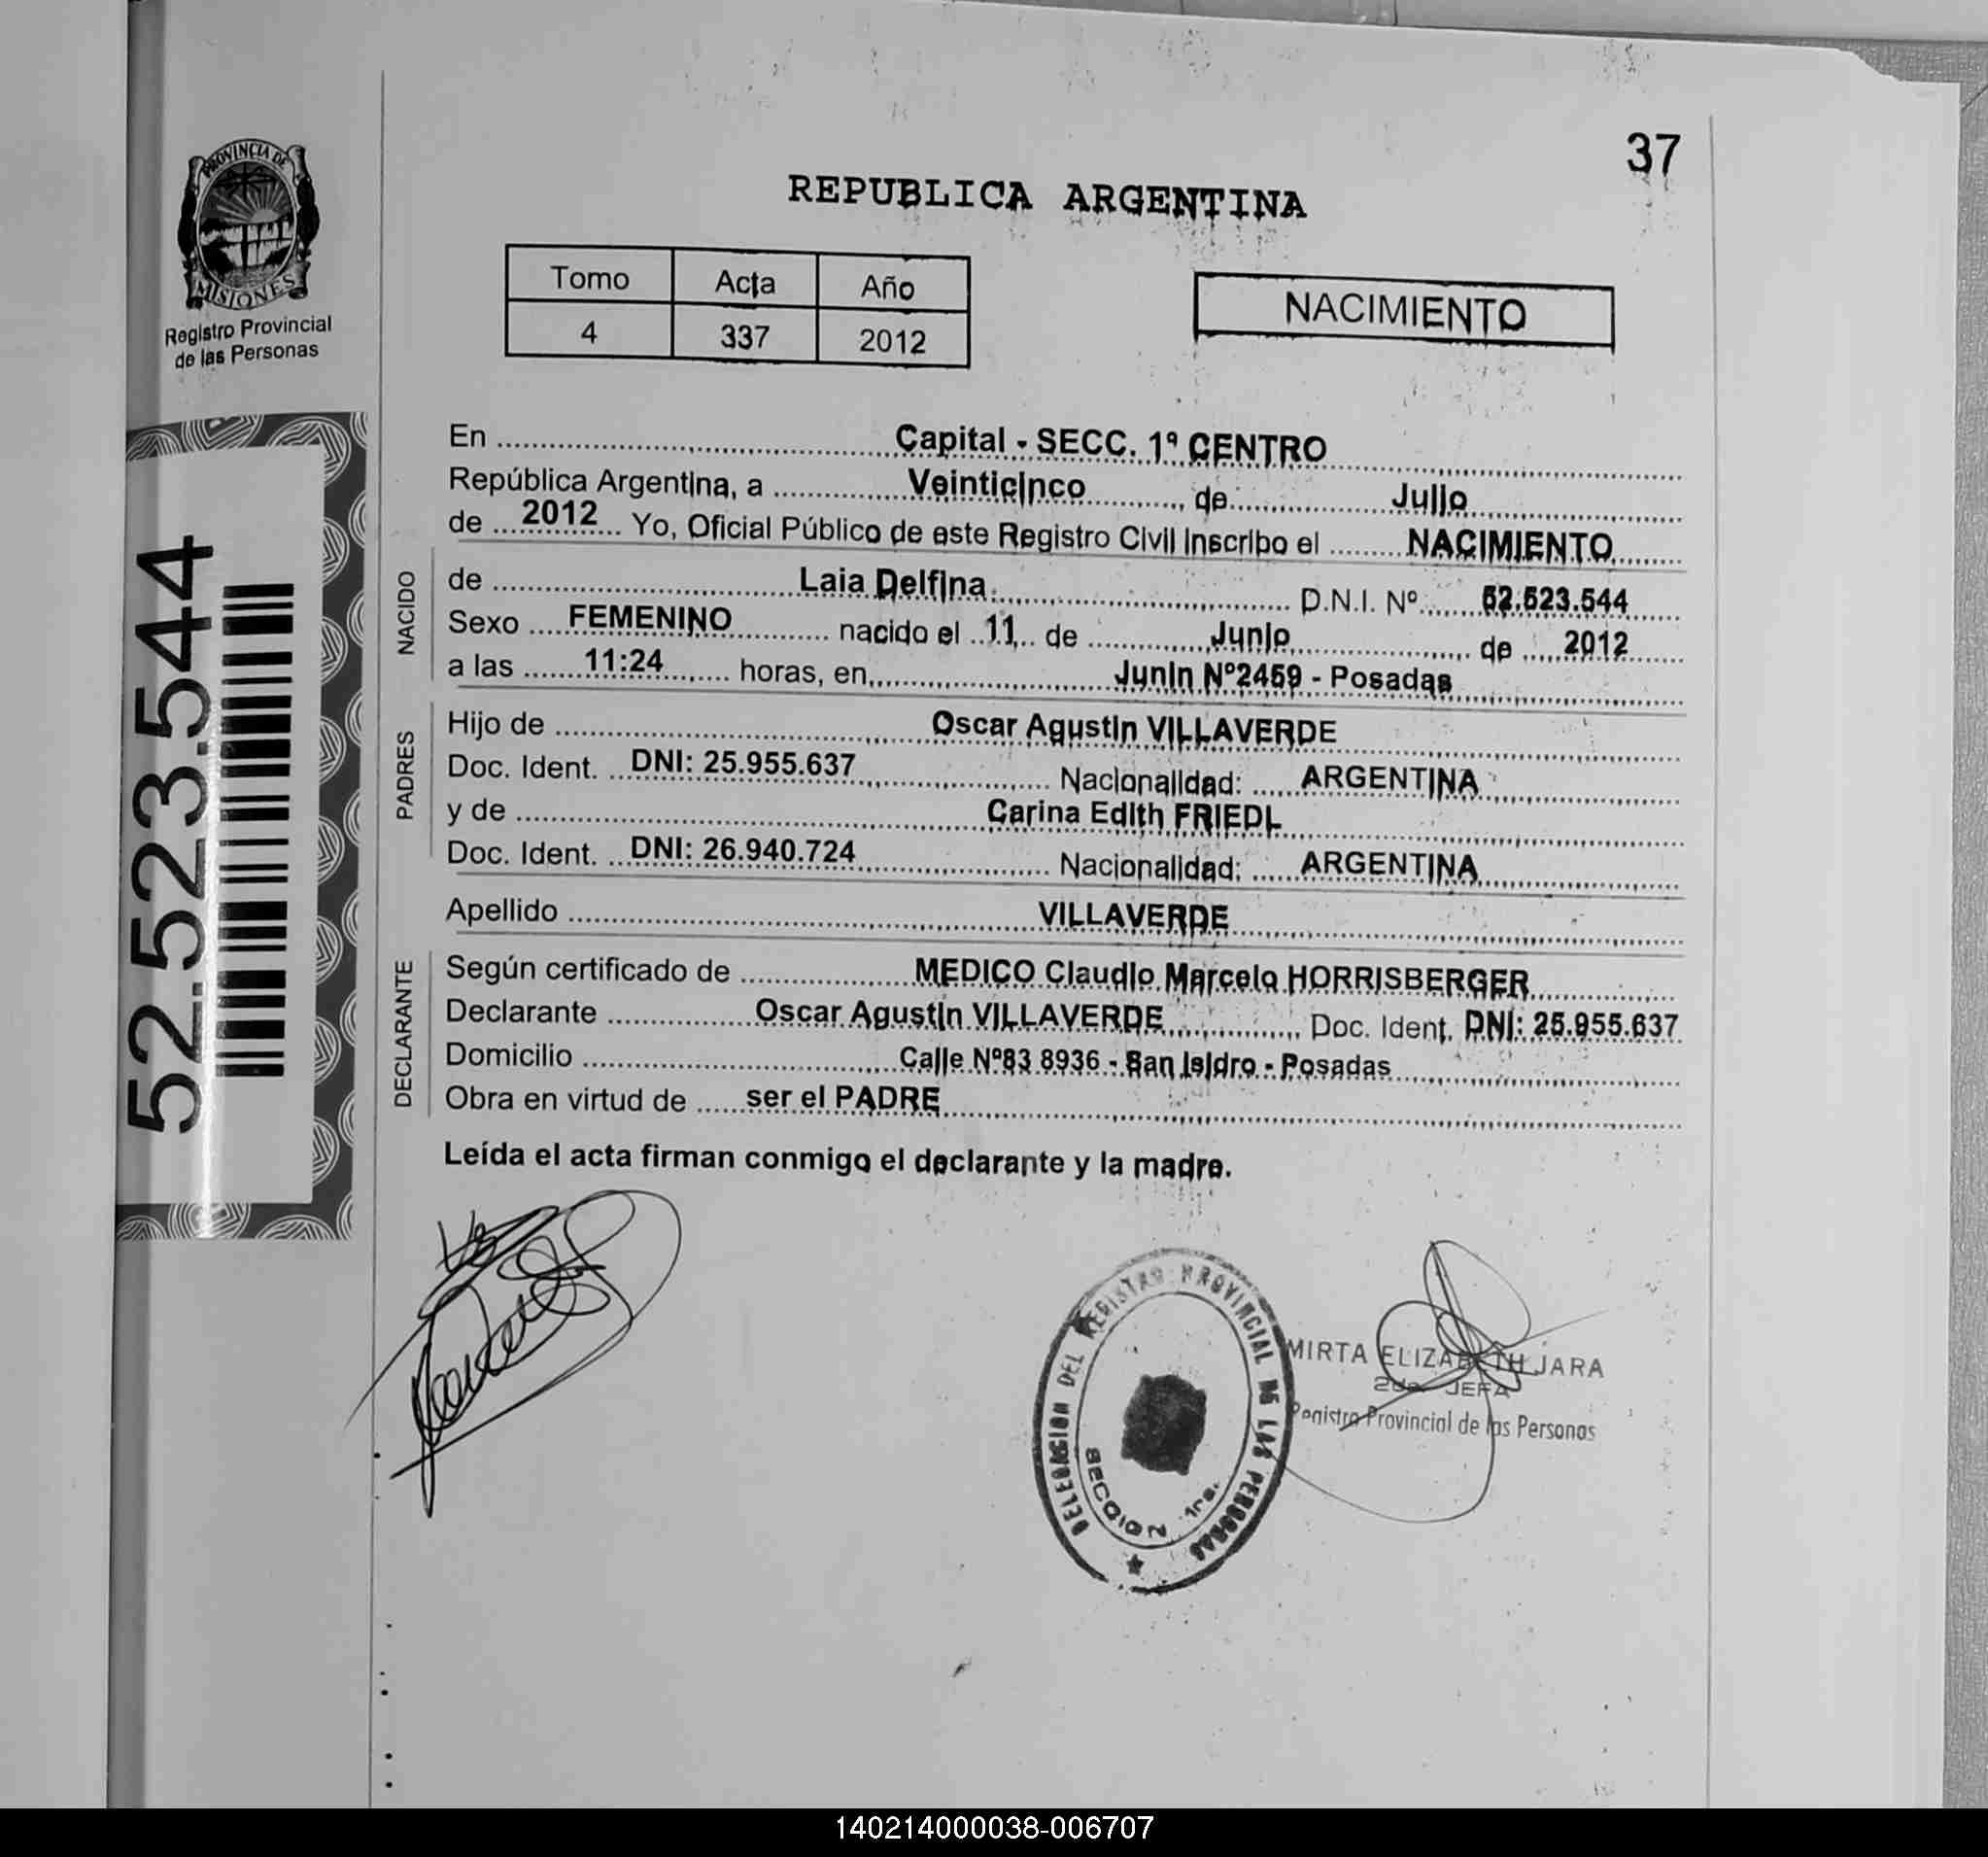 37
PROVINCIA DE
MISIONES
Registro Provincial
de las Personas
REPUBLICA ARGENTINA
Tomo Acta Año
4 337 2012
NACIMIENTO
52.523.544
En Capital - SECC. 1ª CENTRO
República Argentina, a Veinticinco de Julio
de 2012 Yo, Oficial Público de este Registro Civil Inscribo el NACIMIENTO
NACIDO
de Laia Delfina D.N.I. Nº 52.523.544
Sexo FEMENINO nacido el 11 de Junio de 2012
a las 11:24 horas, en Junin Nº2459 - Posadas
PADRES
Hijo de Oscar Agustin VILLAVERDE
Doc. Ident. DNI: 25.955.637 Nacionalidad: ARGENTINA
y de Carina Edith FRIEDL
Doc. Ident. DNI: 26.940.724 Nacionalidad: ARGENTINA
Apellido VILLAVERDE
DECLARANTE
Según certificado de MEDICO Claudio Marcelo HORRISBERGER
Declarante Oscar Agustin VILLAVERDE Doc. Ident. DNI: 25.955.637
Domicilio Calle Nº83 8936 - San Isidro - Posadas
Obra en virtud de ser el PADRE
Leída el acta firman conmigo el declarante y la madre.
DELEGACION DEL REGISTRO PROVINCIAL DE LAS PERSONAS
SECCION 1ra.
MIRTA ELIZABETH JARA
2da. JEFA
Registro Provincial de las Personas
140214000038-006707